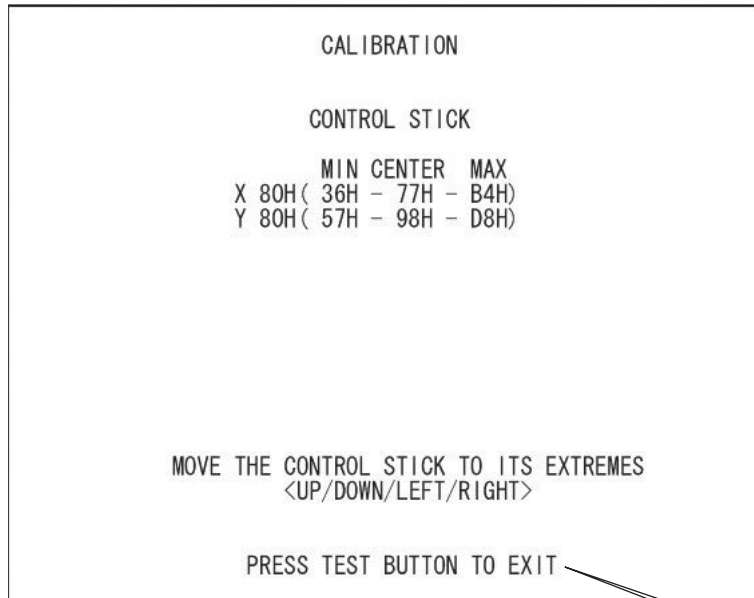 CALIBRATION
CONTROL STICK
MIN CENTER MAX
X 80H( 36H - 77H - B4H)
Y 80H( 57H - 98H - D8H)
MOVE THE CONTROL STICK TO ITS EXTREMES
<UP/DOWN/LEFT/RIGHT>
PRESS TEST BUTTON TO EXIT